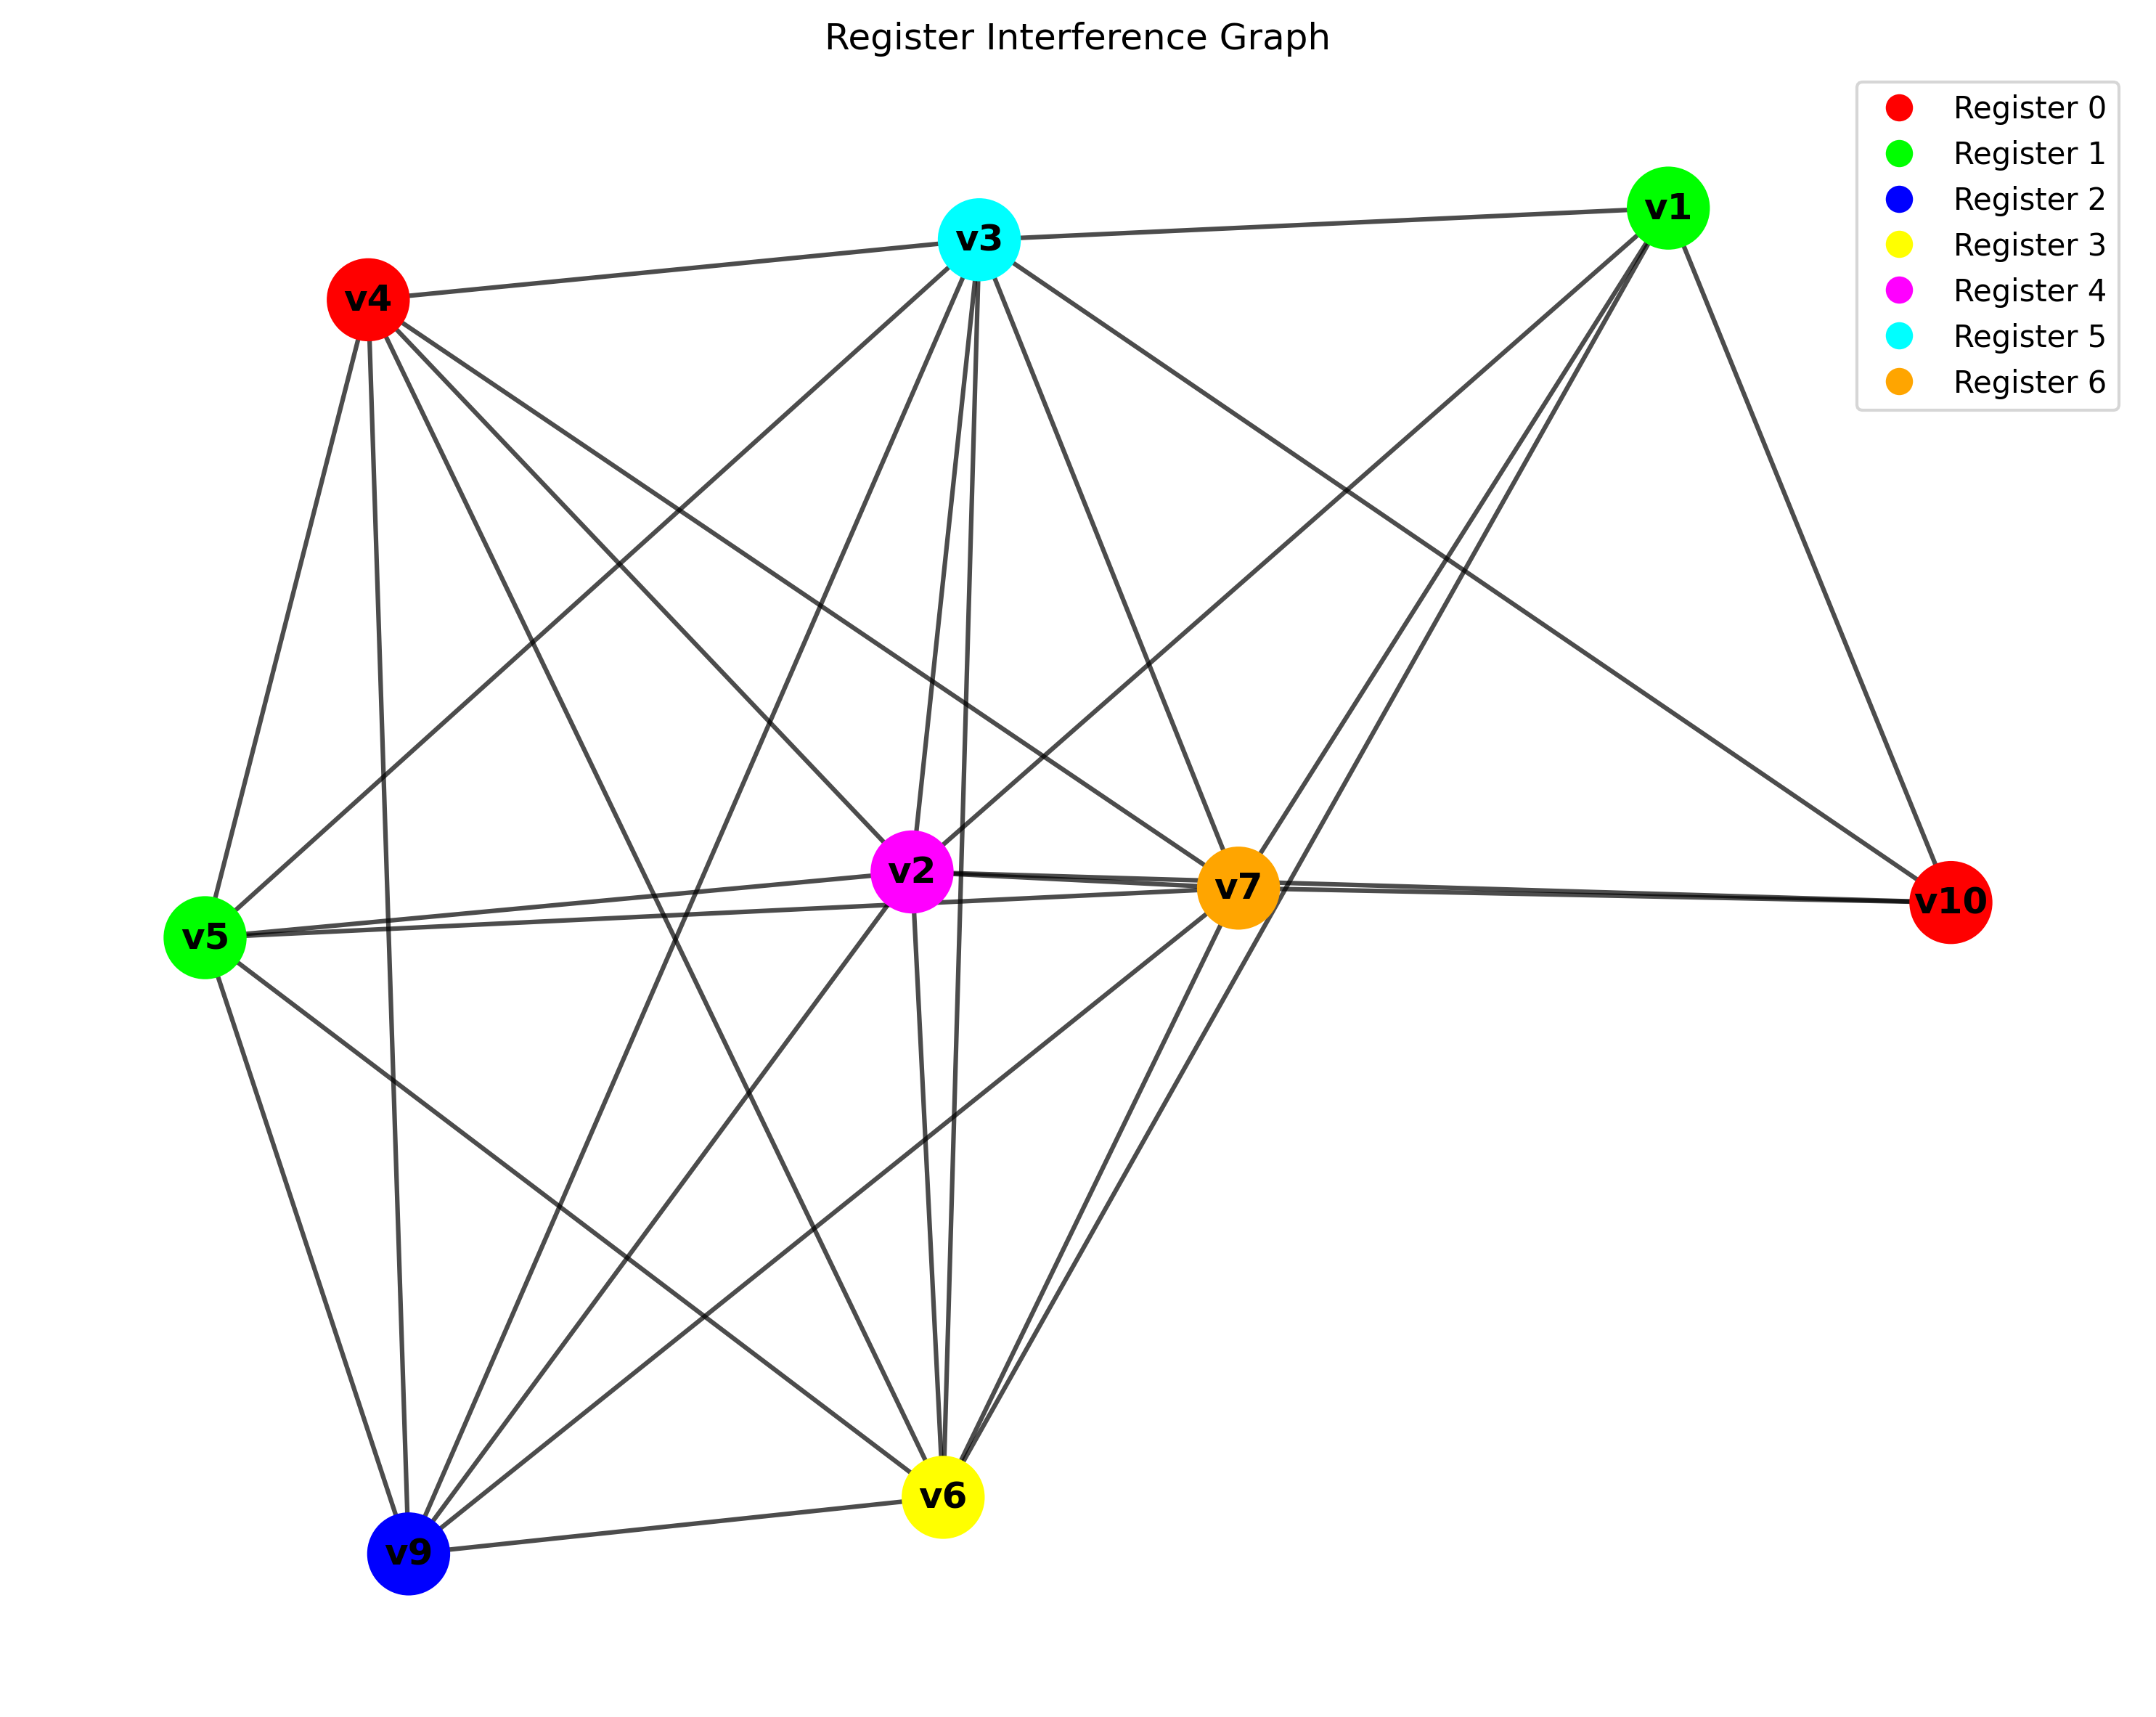 Register Interference Graph
Register 0
Register 1
Register 2
Register 3
Register 4
Register 5
Register 6
v1
v3
v4
v2
v7
v10
v5
v6
v9